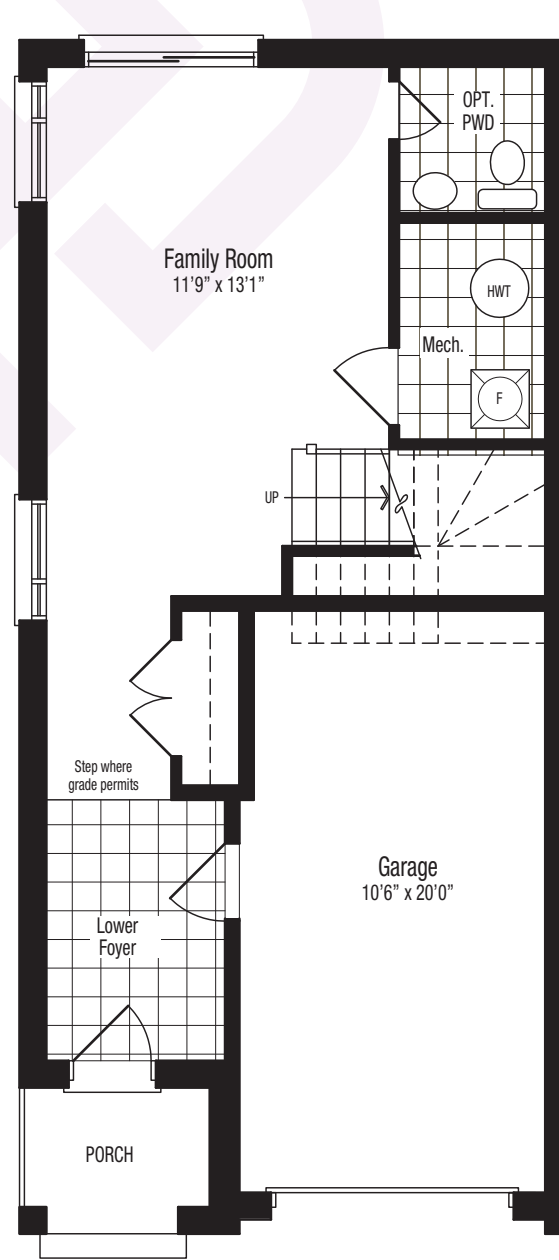 OPT.
PWD
Family Room
11'9" x 13'1"
HWT
Mech.
F
UP
Step where
grade permits
Garage
10'6" x 20'0"
Lower
Foyer
PORCH